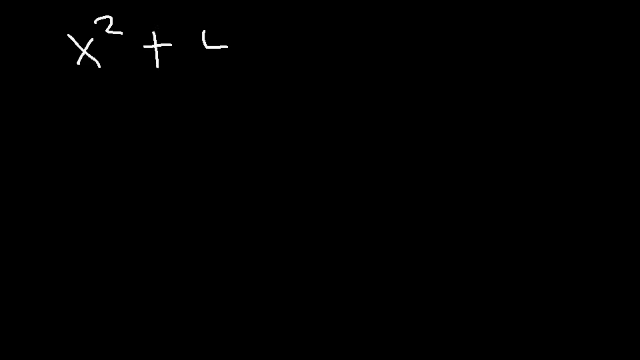 x² +